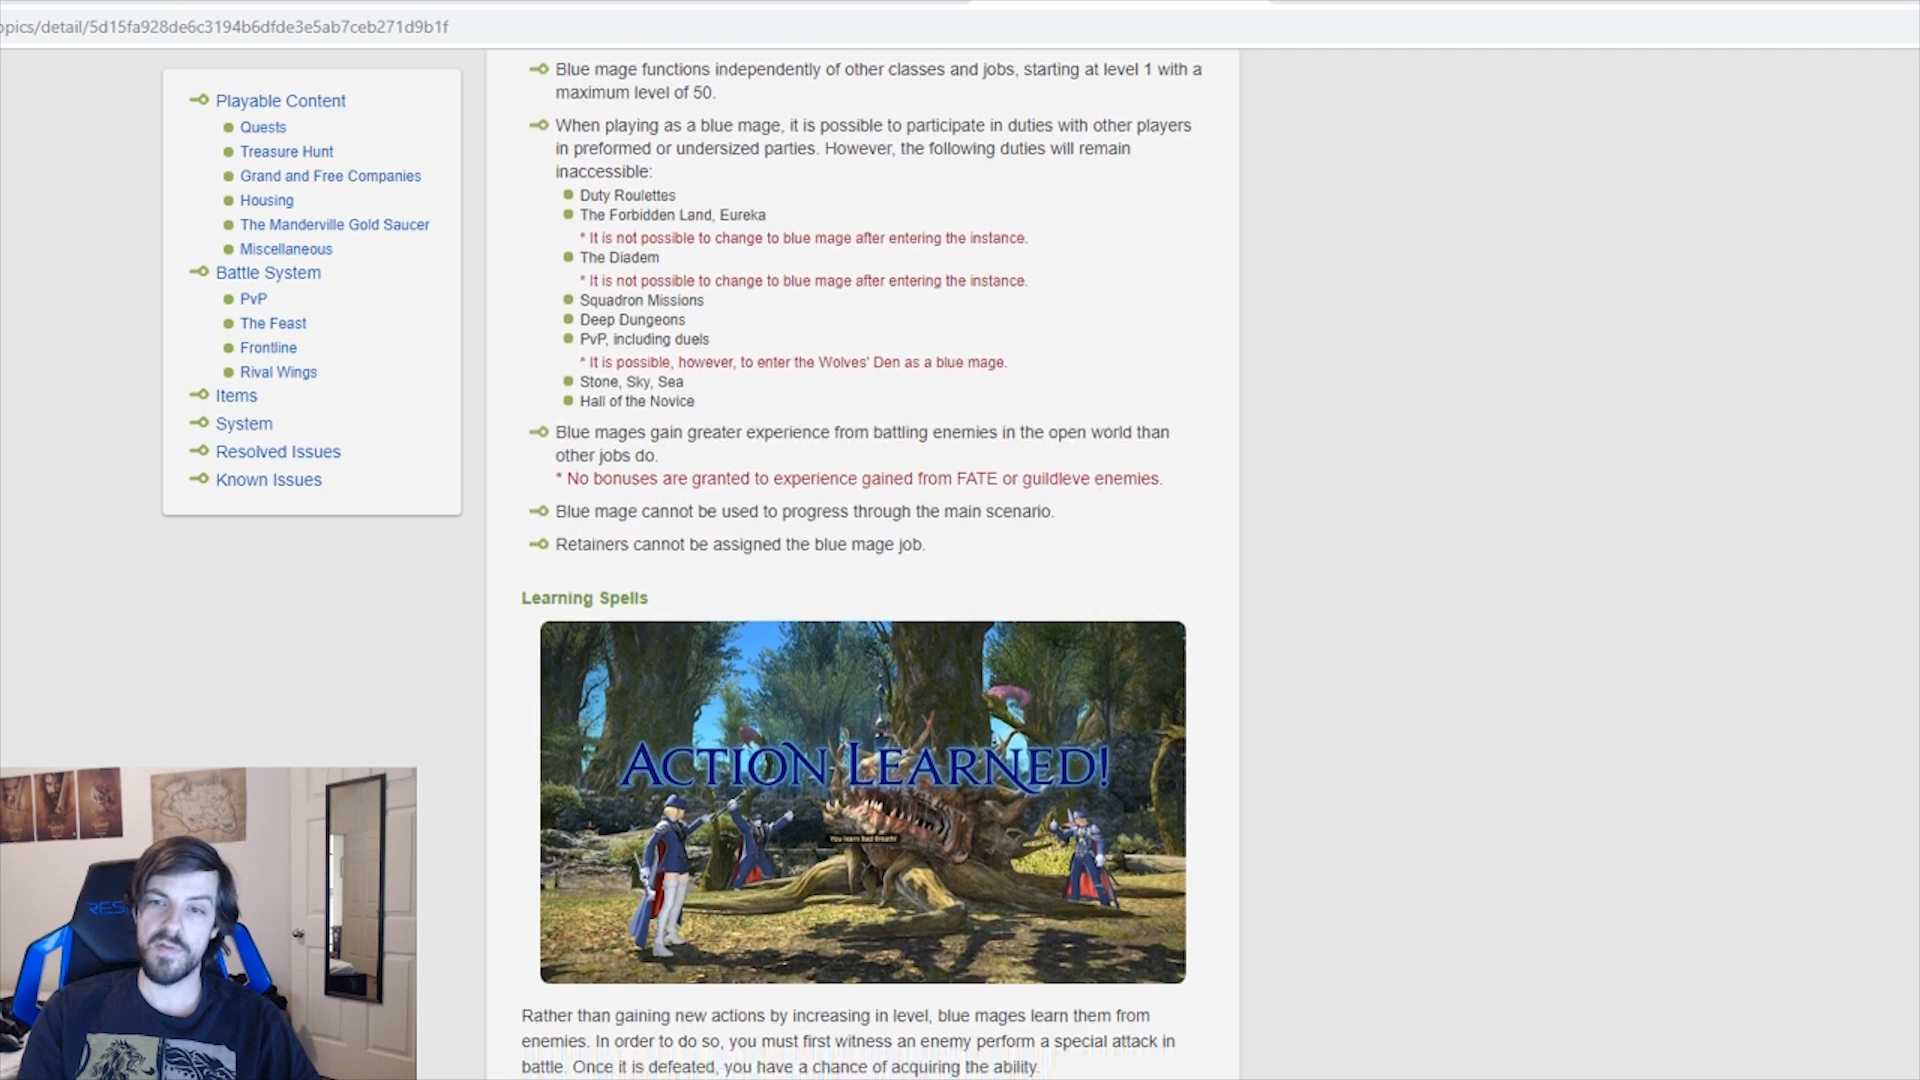 opics/detail/5d15fa928de6c3194b6dfde3e5ab7ceb271d9b1f
Playable Content
Quests
Treasure Hunt
Grand and Free Companies
Housing
The Manderville Gold Saucer
Miscellaneous
Battle System
PvP
The Feast
Frontline
Rival Wings
Items
System
Resolved Issues
Known Issues
Blue mage functions independently of other classes and jobs, starting at level 1 with a
maximum level of 50.
When playing as a blue mage, it is possible to participate in duties with other players
in preformed or undersized parties. However, the following duties will remain
inaccessible:
Duty Roulettes
The Forbidden Land, Eureka
* It is not possible to change to blue mage after entering the instance.
The Diadem
* It is not possible to change to blue mage after entering the instance.
Squadron Missions
Deep Dungeons
PvP, including duels
* It is possible, however, to enter the Wolves' Den as a blue mage.
Stone, Sky, Sea
Hall of the Novice
Blue mages gain greater experience from battling enemies in the open world than
other jobs do.
* No bonuses are granted to experience gained from FATE or guildleve enemies.
Blue mage cannot be used to progress through the main scenario.
Retainers cannot be assigned the blue mage job.
Learning Spells
ACTION LEARNED!
You learn Bad Breath!
Rather than gaining new actions by increasing in level, blue mages learn them from
enemies. In order to do so, you must first witness an enemy perform a special attack in
battle. Once it is defeated, you have a chance of acquiring the ability.